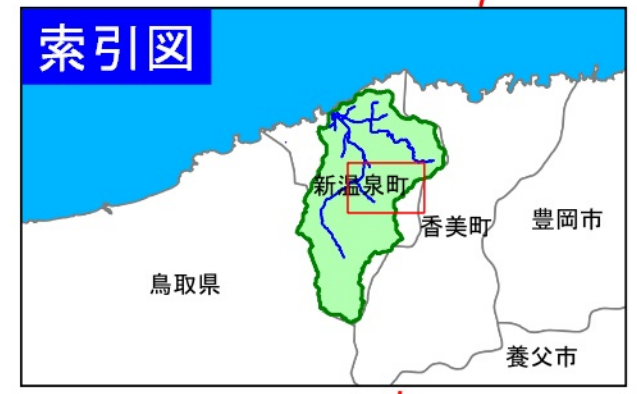 索引図
新温泉町
香美町
豊岡市
鳥取県
養父市